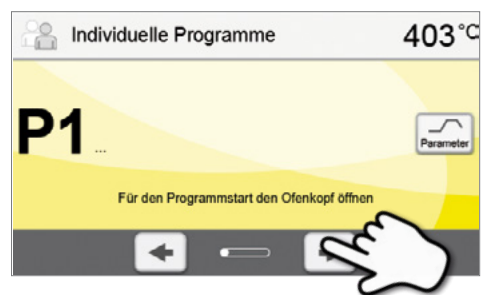 Individuelle Programme 403°C
P1...
Parameter
Für den Programmstart den Ofenkopf öffnen